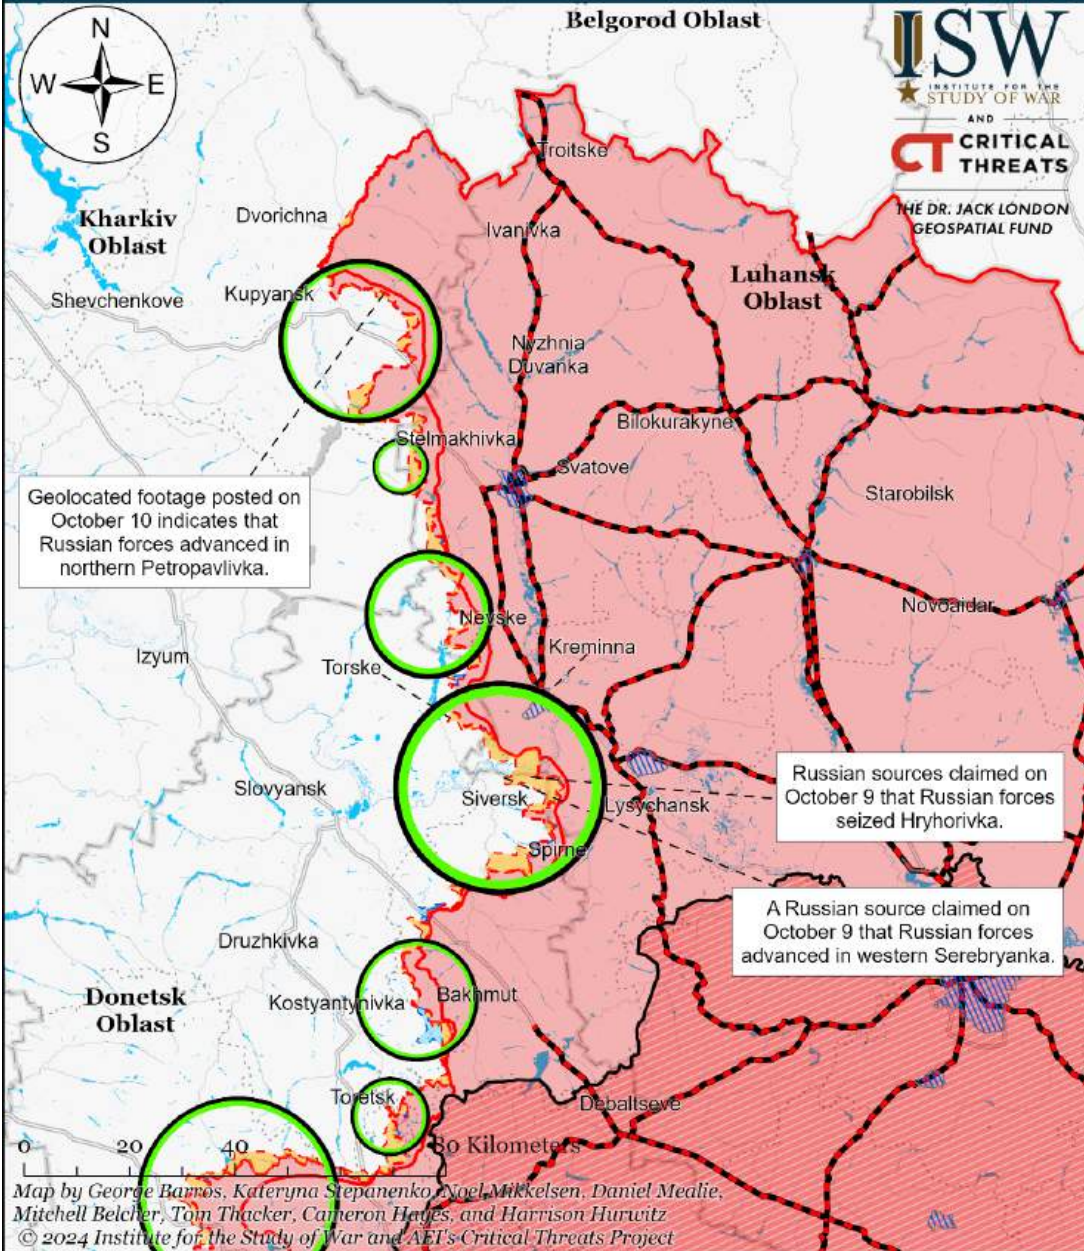 N
W E
S
Belgorod Oblast
ISW
INSTITUTE FOR THE
STUDY OF WAR
AND
CT CRITICAL
THREATS
THE DR. JACK LONDON
GEOSPATIAL FUND
Troitske
Dvorichna
Kharkiv
Oblast
Ivanivka
Luhansk
Oblast
Shevchenkove
Kupyansk
Nyzhnia
Duvanka
Bilokurakyne
Stelmakhivka
Svatove
Starobilsk
Geolocated footage posted on
October 10 indicates that
Russian forces advanced in
northern Petropavlivka.
Novoaidar
Nevske
Izyum
Torske
Kreminna
Slovyansk
Siversk
Lysychansk
Russian sources claimed on
October 9 that Russian forces
seized Hryhorivka.
Spirne
A Russian source claimed on
October 9 that Russian forces
advanced in western Serebryanka.
Druzhkivka
Donetsk
Oblast
Kostyantynivka
Bakhmut
Toretsk
Debaltseve
0 20 40 80 Kilometers
Map by George Barros, Kateryna Stepanenko, Noel Mikkelsen, Daniel Mealie,
Mitchell Belcher, Tom Thacker, Cameron Hayes, and Harrison Hurwitz
© 2024 Institute for the Study of War and AEI's Critical Threats Project